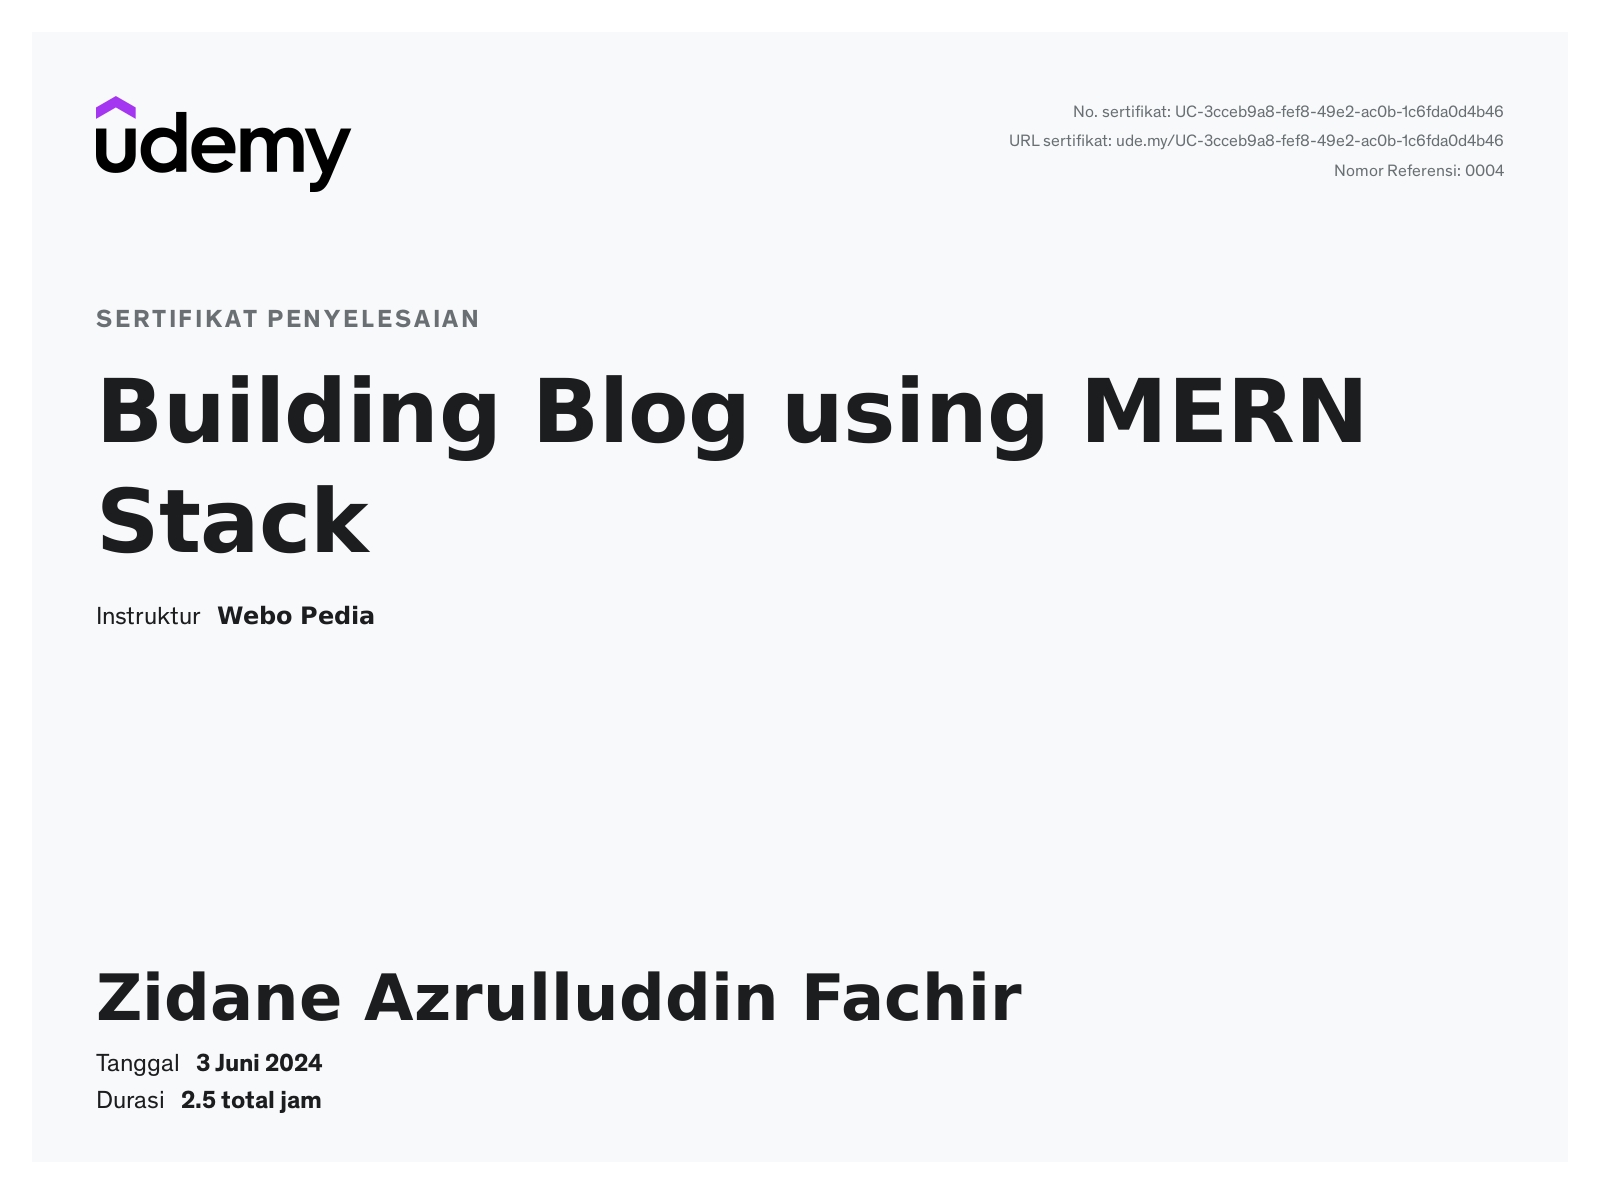 udemy
No. sertifikat: UC-3cceb9a8-fef8-49e2-ac0b-1c6fda0d4b46
URL sertifikat: ude.my/UC-3cceb9a8-fef8-49e2-ac0b-1c6fda0d4b46
Nomor Referensi: 0004
SERTIFIKAT PENYELESAIAN
Building Blog using MERN
Stack
Instruktur Webo Pedia
Zidane Azrulluddin Fachir
Tanggal 3 Juni 2024
Durasi 2.5 total jam